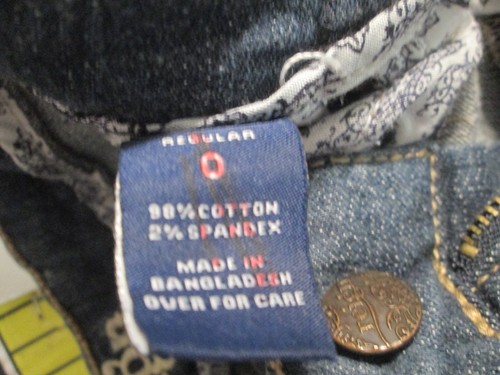 REGULAR
0
98% COTTON
2% SPANDEX
MADE IN
BANGLADESH
OVER FOR CARE